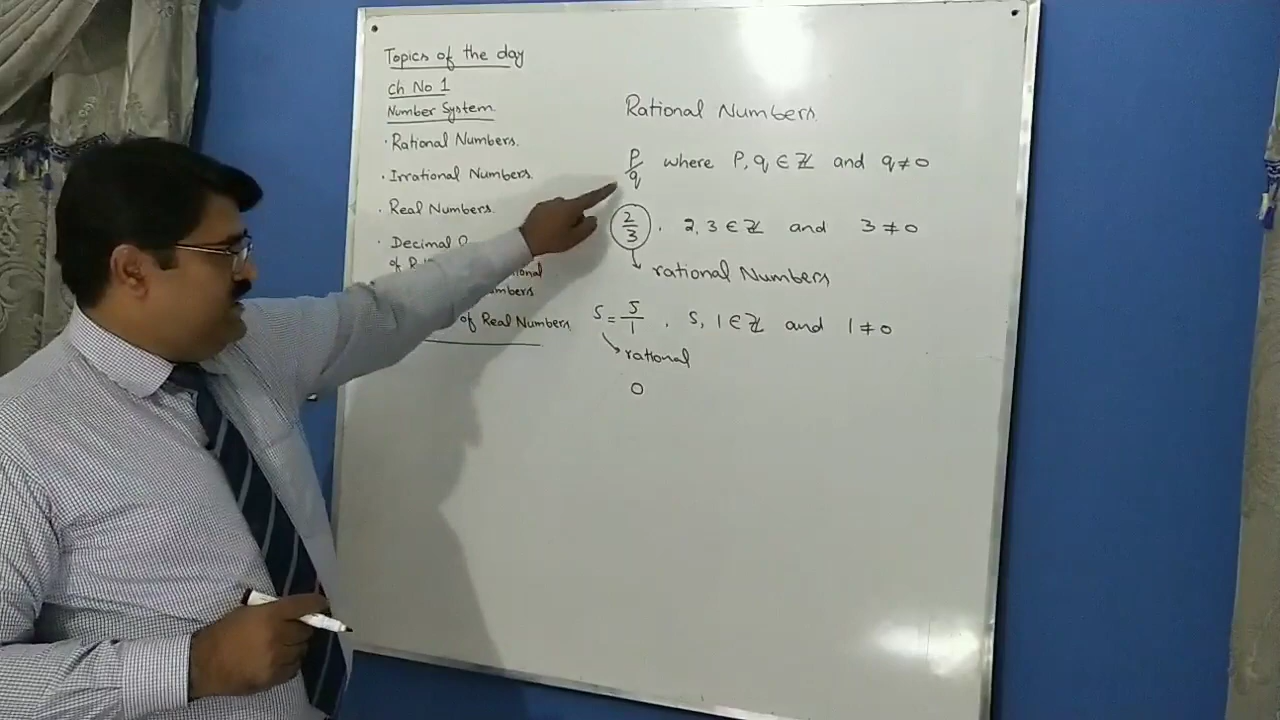 Topics of the day
ch No 1
Number System
· Rational Numbers.
· Irrational Numbers.
· Real Numbers.
· Decimal
of
Numbers
of Real Numbers
Rational Numbers
p/q where P, q ∈ ℤ and q ≠ 0
2/3 . 2, 3 ∈ ℤ and 3 ≠ 0
rational Numbers
5 = 5/1 . 5, 1 ∈ ℤ and 1 ≠ 0
rational
0